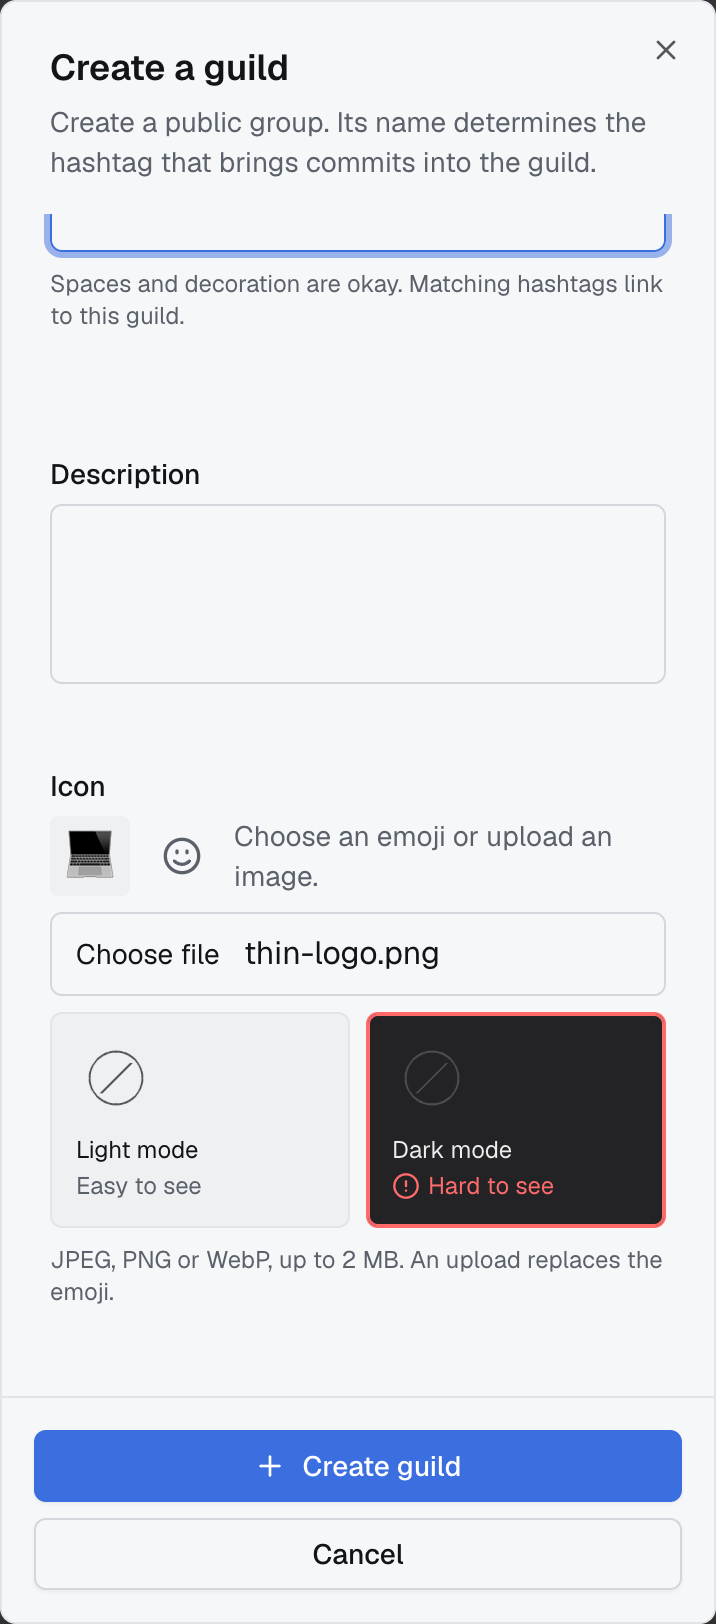 Create a guild
Create a public group. Its name determines the
hashtag that brings commits into the guild.
Spaces and decoration are okay. Matching hashtags link
to this guild.
Description
Icon
Choose an emoji or upload an
image.
Choose file thin-logo.png
Light mode
Easy to see
Dark mode
Hard to see
JPEG, PNG or WebP, up to 2 MB. An upload replaces the
emoji.
Create guild
Cancel